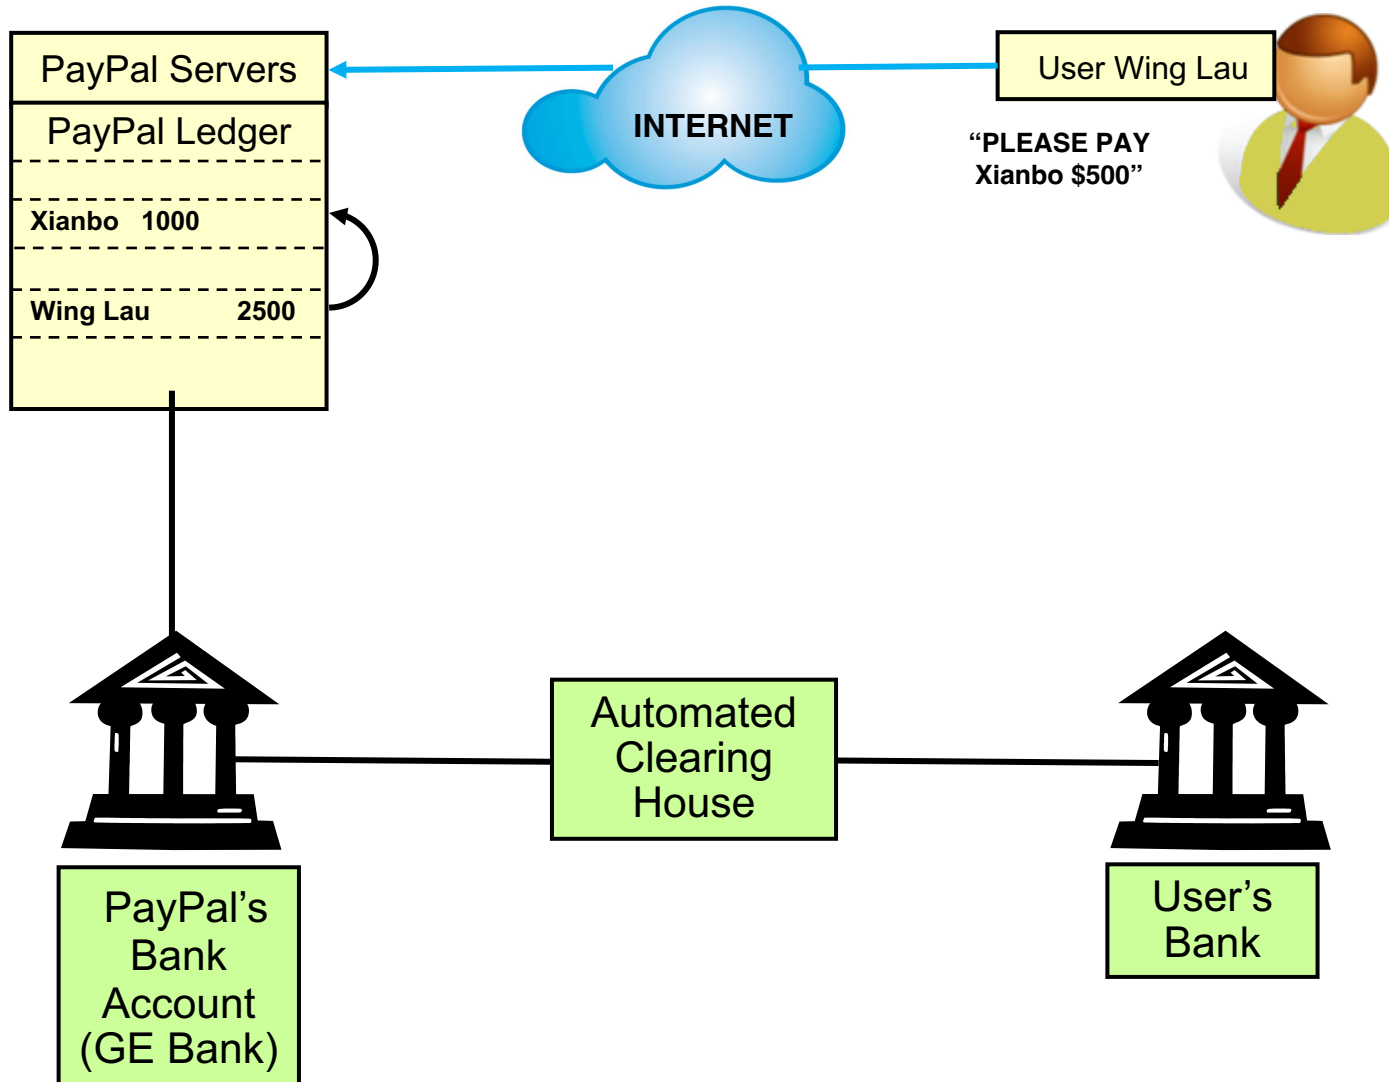 PayPal Servers
PayPal Ledger
Xianbo 1000
Wing Lau 2500
INTERNET
User Wing Lau
“PLEASE PAY
Xianbo $500”
Automated
Clearing
House
PayPal’s
Bank
Account
(GE Bank)
User’s
Bank